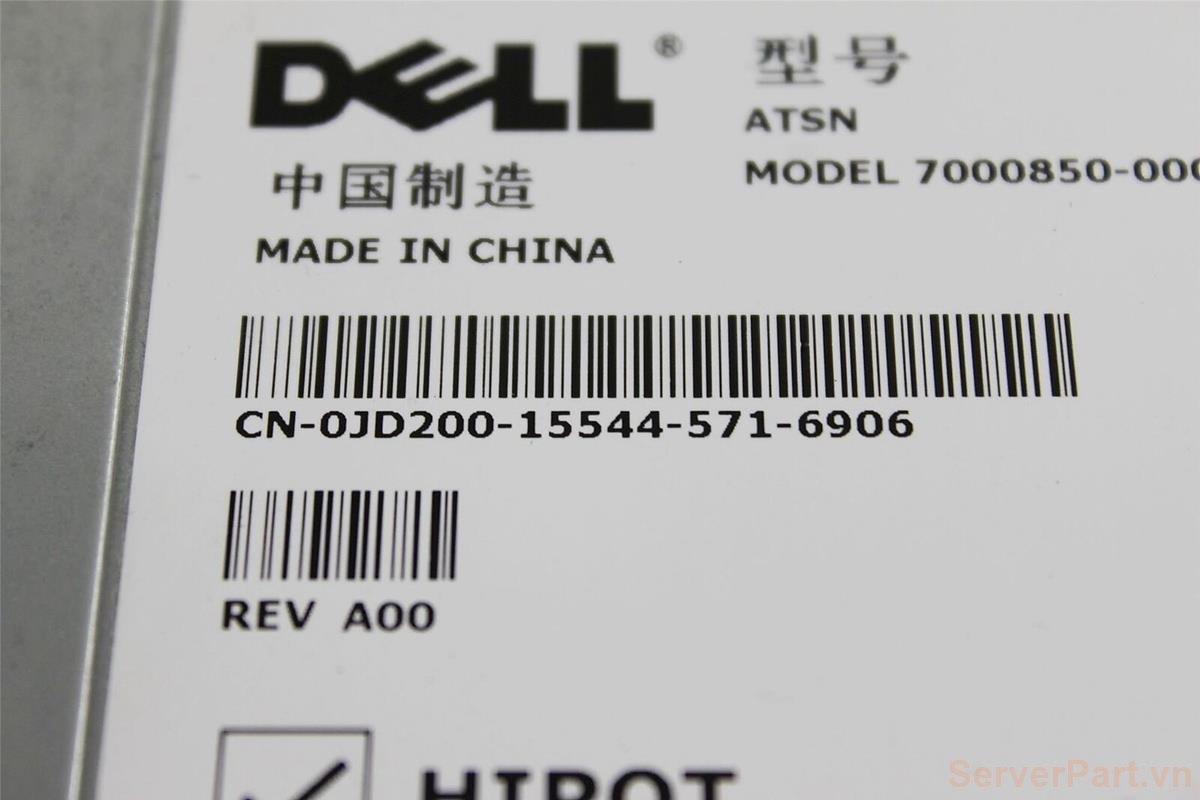 DELL®
中国制造
MADE IN CHINA
型号
ATSN
MODEL 7000850-000
CN-0JD200-15544-571-6906
REV A00
HIPOT
ServerPart.vn